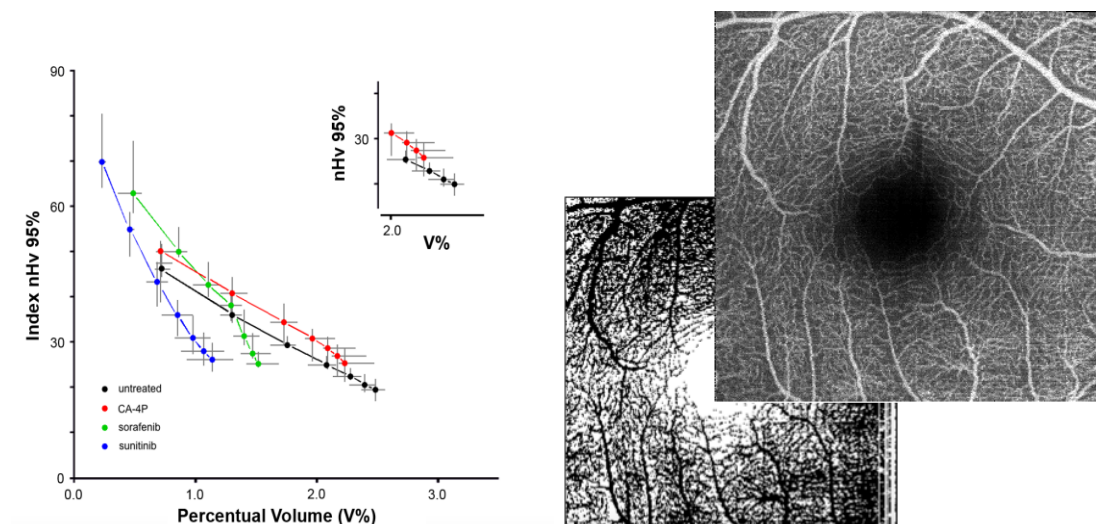 90
60
30
0
Index nHv 95%
0.0 1.0 2.0 3.0
Percentual Volume (V%)
untreated
CA-4P
sorafenib
sunitinib
nHv 95%
30
2.0
V%